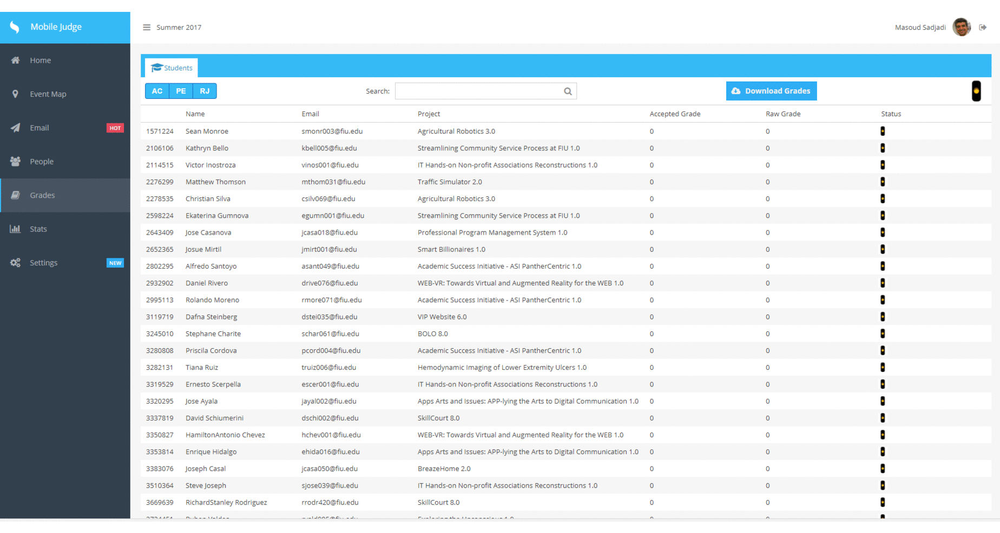 Mobile Judge
Summer 2017
Masoud Sadjadi
Home
Event Map
Email HOT
People
Grades
Stats
Settings NEW
Students
AC PE RJ
Search:
Download Grades
Name Email Project Accepted Grade Raw Grade Status
1571224 Sean Monroe smonr003@fiu.edu Agricultural Robotics 3.0 0 0
2106106 Kathryn Bello kbell005@fiu.edu Streamlining Community Service Process at FIU 1.0 0 0
2114515 Victor Inostroza vinos001@fiu.edu IT Hands-on Non-profit Associations Reconstructions 1.0 0 0
2276299 Matthew Thomson mthom031@fiu.edu Traffic Simulator 2.0 0 0
2278535 Christian Silva csilv069@fiu.edu Agricultural Robotics 3.0 0 0
2598224 Ekaterina Gumnova egumn001@fiu.edu Streamlining Community Service Process at FIU 1.0 0 0
2643409 Jose Casanova jcasa018@fiu.edu Professional Program Management System 1.0 0 0
2652365 Josue Mirtil jmirt001@fiu.edu Smart Billionaires 1.0 0 0
2802295 Alfredo Santoyo asant049@fiu.edu Academic Success Initiative - ASI PantherCentric 1.0 0 0
2932902 Daniel Rivero drive076@fiu.edu WEB-VR: Towards Virtual and Augmented Reality for the WEB 1.0 0 0
2995113 Rolando Moreno rmore071@fiu.edu Academic Success Initiative - ASI PantherCentric 1.0 0 0
3119719 Dafna Steinberg dstei035@fiu.edu VIP Website 6.0 0 0
3245010 Stephane Charite schar061@fiu.edu BOLO 8.0 0 0
3280808 Priscila Cordova pcord004@fiu.edu Academic Success Initiative - ASI PantherCentric 1.0 0 0
3282131 Tiana Ruiz truiz006@fiu.edu Hemodynamic Imaging of Lower Extremity Ulcers 1.0 0 0
3319529 Ernesto Scerpella escer001@fiu.edu IT Hands-on Non-profit Associations Reconstructions 1.0 0 0
3320295 Jose Ayala jayal002@fiu.edu Apps Arts and Issues: APP-lying the Arts to Digital Communication 1.0 0 0
3337819 David Schiumerini dschi002@fiu.edu SkillCourt 8.0 0 0
3350827 HamiltonAntonio Chevez hchev001@fiu.edu WEB-VR: Towards Virtual and Augmented Reality for the WEB 1.0 0 0
3353814 Enrique Hidalgo ehida016@fiu.edu Apps Arts and Issues: APP-lying the Arts to Digital Communication 1.0 0 0
3383076 Joseph Casal jcasa050@fiu.edu BreazeHome 2.0 0 0
3510364 Steve Joseph sjose039@fiu.edu IT Hands-on Non-profit Associations Reconstructions 1.0 0 0
3669639 RichardStanley Rodriguez rrodr420@fiu.edu SkillCourt 8.0 0 0